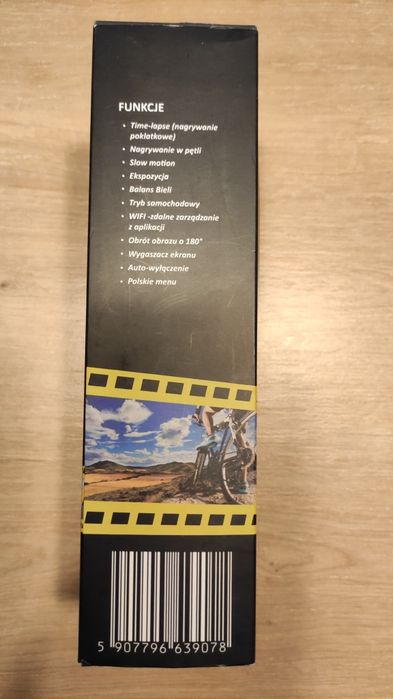 FUNKCJE
• Time-lapse (nagrywanie
poklatkowe)
• Nagrywanie w pętli
• Slow motion
• Ekspozycja
• Balans Bieli
• Tryb samochodowy
• WIFI -zdalne zarządzanie
z aplikacji
• Obrót obrazu o 180°
• Wygaszacz ekranu
• Auto-wyłączenie
• Polskie menu
5 907796 639078